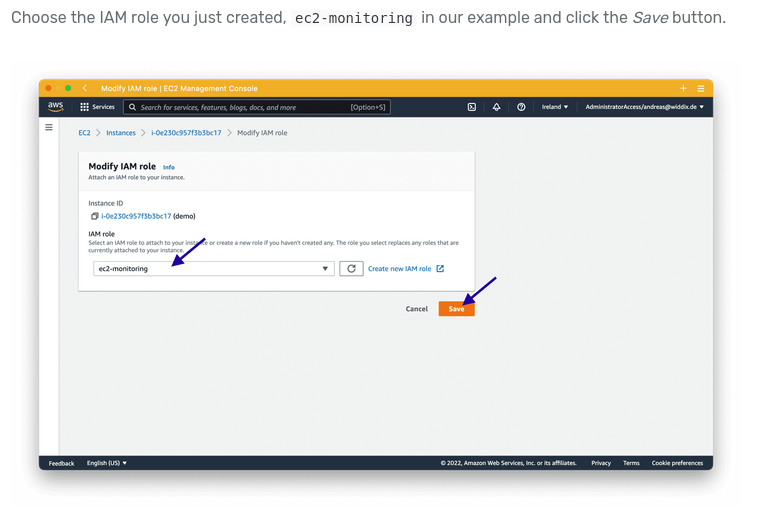 Choose the IAM role you just created, ec2-monitoring in our example and click the Save button.
Modify IAM role | EC2 Management Console
aws
Services
Search for services, features, blogs, docs, and more
[Option+S]
Ireland ▼
AdministratorAccess/andreas@widdix.de ▼
EC2 > Instances > i-0e230c957f3b3bc17 > Modify IAM role
Modify IAM role Info
Attach an IAM role to your instance.
Instance ID
i-0e230c957f3b3bc17 (demo)
IAM role
Select an IAM role to attach to your instance or create a new role if you haven't created any. The role you select replaces any roles that are
currently attached to your instance.
ec2-monitoring
Create new IAM role
Cancel
Save
Feedback
English (US) ▼
© 2022, Amazon Web Services, Inc. or its affiliates.
Privacy
Terms
Cookie preferences